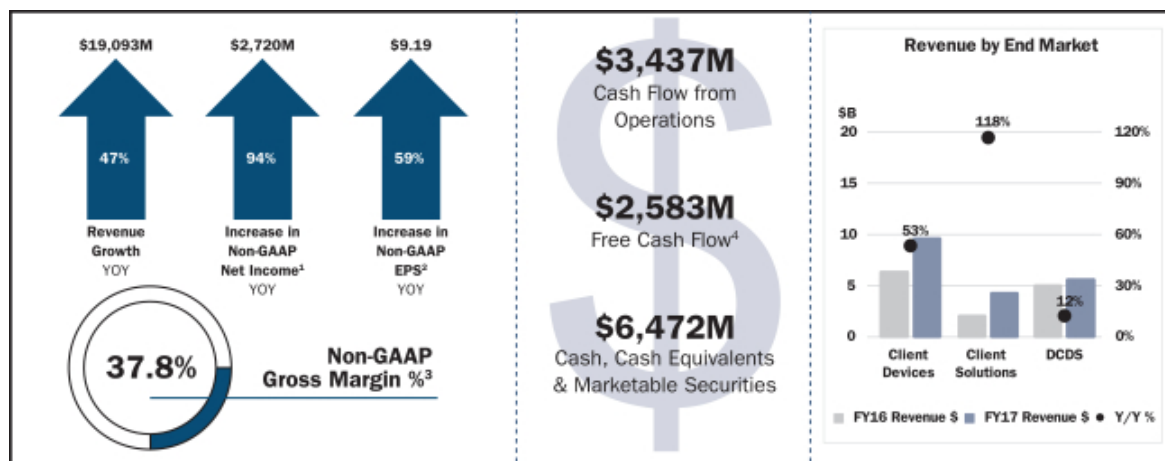 $19,093M
$2,720M
$9.19
47%
94%
59%
Revenue
Growth
YOY
Increase in
Non-GAAP
Net Income¹
YOY
Increase in
Non-GAAP
EPS²
YOY
37.8%
Non-GAAP
Gross Margin %³
$3,437M
Cash Flow from
Operations
$2,583M
Free Cash Flow⁴
$6,472M
Cash, Cash Equivalents
& Marketable Securities
Revenue by End Market
$B
20
15
10
5
0
120%
90%
60%
30%
0%
53%
118%
12%
Client
Devices
Client
Solutions
DCDS
FY16 Revenue $ FY17 Revenue $ Y/Y %